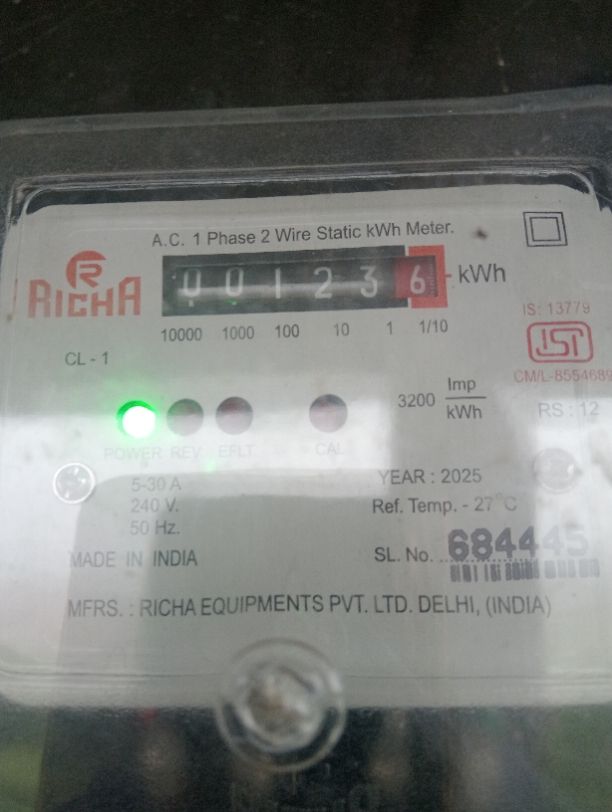 A.C. 1 Phase 2 Wire Static kWh Meter.
R
RICHA
001236 kWh
10000 1000 100 10 1 1/10
IS: 13779
ISI
CM/L-8554689
CL - 1
3200 Imp/kWh
RS : 12
POWER REV EFLT CAL
5-30 A
240 V.
50 Hz.
YEAR : 2025
Ref. Temp. - 27°C
MADE IN INDIA
SL. No. 684445
MFRS. : RICHA EQUIPMENTS PVT. LTD. DELHI, (INDIA)